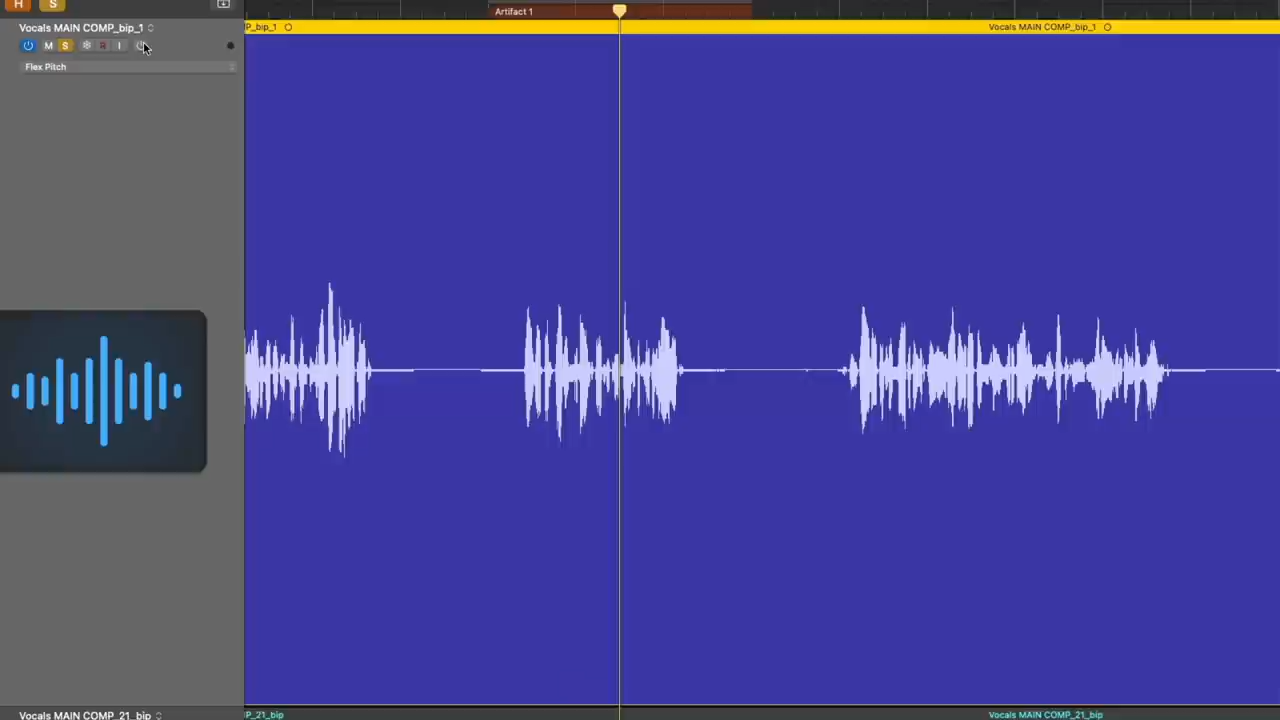 H S
Artifact 1
Vocals MAIN COMP_bip_1
P_bip_1
Vocals MAIN COMP_bip_1
M S R I
Flex Pitch
Vocals MAIN COMP_21_bip
P_21_bip
Vocals MAIN COMP_21_bip